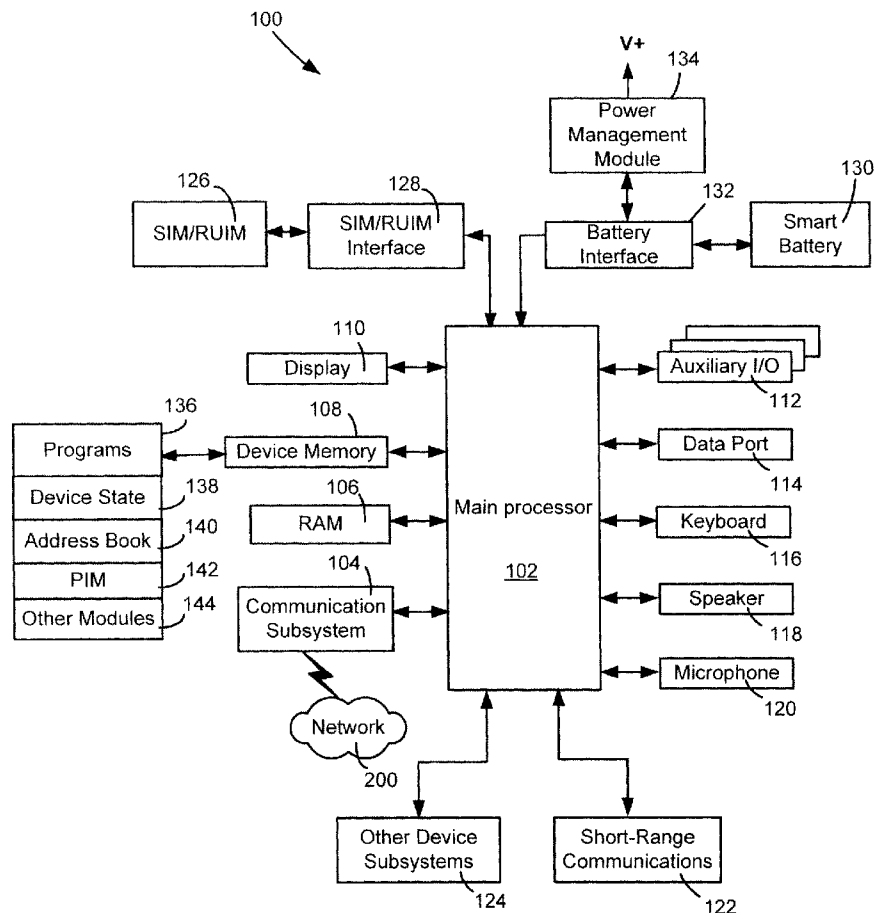 100
V+
134
Power
Management
Module
126
128
132
130
SIM/RUIM
SIM/RUIM
Interface
Battery
Interface
Smart
Battery
110
Display
Auxiliary I/O
112
136
108
Programs
Device Memory
Data Port
114
Device State
138
106
RAM
Main processor
102
Keyboard
116
Address Book
140
PIM
142
104
Communication
Subsystem
Speaker
118
Other Modules
144
Microphone
120
Network
200
Other Device
Subsystems
124
Short-Range
Communications
122